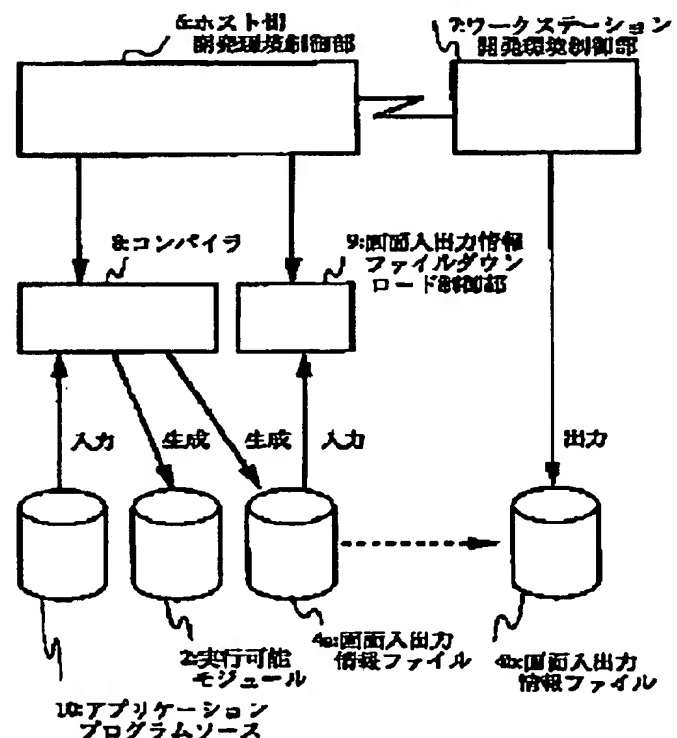 6:ホスト側
開発環境制御部
7:ワークステーション
開発環境制御部
8:コンパイラ
9:画面入出力情報
ファイルダウン
ロード制御部
入力
生成
生成
入力
出力
2:実行可能
モジュール
4a:画面入出力
情報ファイル
4b:画面入出力
情報ファイル
10:アプリケーション
プログラムソース